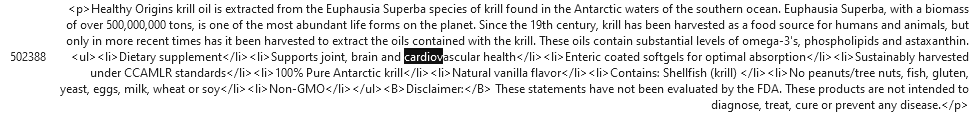 <p>Healthy Origins krill oil is extracted from the Euphausia Superba species of krill found in the Antarctic waters of the southern ocean. Euphausia Superba, with a biomass
of over 500,000,000 tons, is one of the most abundant life forms on the planet. Since the 19th century, krill has been harvested as a food source for humans and animals, but
only in more recent times has it been harvested to extract the oils contained with the krill. These oils contain substantial levels of omega-3's, phospholipids and astaxanthin.
502388 <ul><li>Dietary supplement</li><li>Supports joint, brain and cardiovascular health</li><li>Enteric coated softgels for optimal absorption</li><li>Sustainably harvested
under CCAMLR standards</li><li>100% Pure Antarctic krill</li><li>Natural vanilla flavor</li><li>Contains: Shellfish (krill) </li><li>No peanuts/tree nuts, fish, gluten,
yeast, eggs, milk, wheat or soy</li><li>Non-GMO</li></ul><B>Disclaimer:</B> These statements have not been evaluated by the FDA. These products are not intended to
diagnose, treat, cure or prevent any disease.</p>